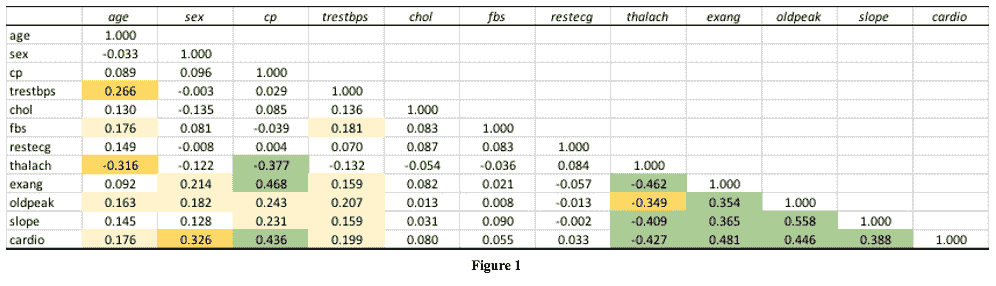 age sex cp trestbps chol fbs restecg thalach exang oldpeak slope cardio
age 1.000
sex -0.033 1.000
cp 0.089 0.096 1.000
trestbps 0.266 -0.003 0.029 1.000
chol 0.130 -0.135 0.085 0.136 1.000
fbs 0.176 0.081 -0.039 0.181 0.083 1.000
restecg 0.149 -0.008 0.004 0.070 0.087 0.083 1.000
thalach -0.316 -0.122 -0.377 -0.132 -0.054 -0.036 0.084 1.000
exang 0.092 0.214 0.468 0.159 0.082 0.021 -0.057 -0.462 1.000
oldpeak 0.163 0.182 0.243 0.207 0.013 0.008 -0.013 -0.349 0.354 1.000
slope 0.145 0.128 0.231 0.159 0.031 0.090 -0.002 -0.409 0.365 0.558 1.000
cardio 0.176 0.326 0.436 0.199 0.080 0.055 0.033 -0.427 0.481 0.446 0.388 1.000
Figure 1